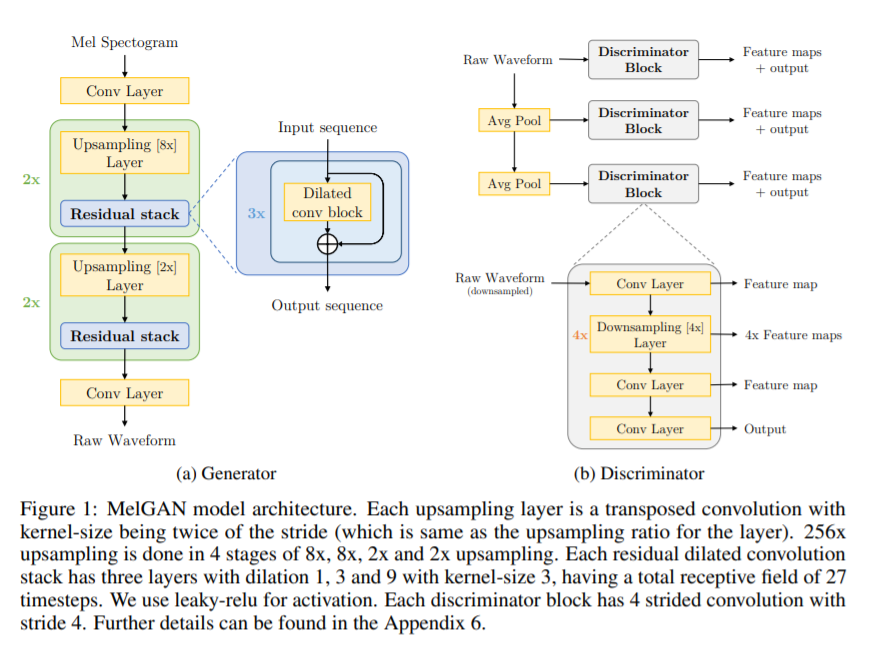 Mel Spectogram
Conv Layer
2x
Upsampling [8x]
Layer
Residual stack
2x
Upsampling [2x]
Layer
Residual stack
Conv Layer
Raw Waveform
Input sequence
3x
Dilated
conv block
Output sequence
(a) Generator
Raw Waveform
Discriminator
Block
Feature maps
+ output
Avg Pool
Discriminator
Block
Feature maps
+ output
Avg Pool
Discriminator
Block
Feature maps
+ output
Raw Waveform
(downsampled)
Conv Layer
Feature map
4x
Downsampling [4x]
Layer
4x Feature maps
Conv Layer
Feature map
Conv Layer
Output
(b) Discriminator
Figure 1: MelGAN model architecture. Each upsampling layer is a transposed convolution with
kernel-size being twice of the stride (which is same as the upsampling ratio for the layer). 256x
upsampling is done in 4 stages of 8x, 8x, 2x and 2x upsampling. Each residual dilated convolution
stack has three layers with dilation 1, 3 and 9 with kernel-size 3, having a total receptive field of 27
timesteps. We use leaky-relu for activation. Each discriminator block has 4 strided convolution with
stride 4. Further details can be found in the Appendix 6.